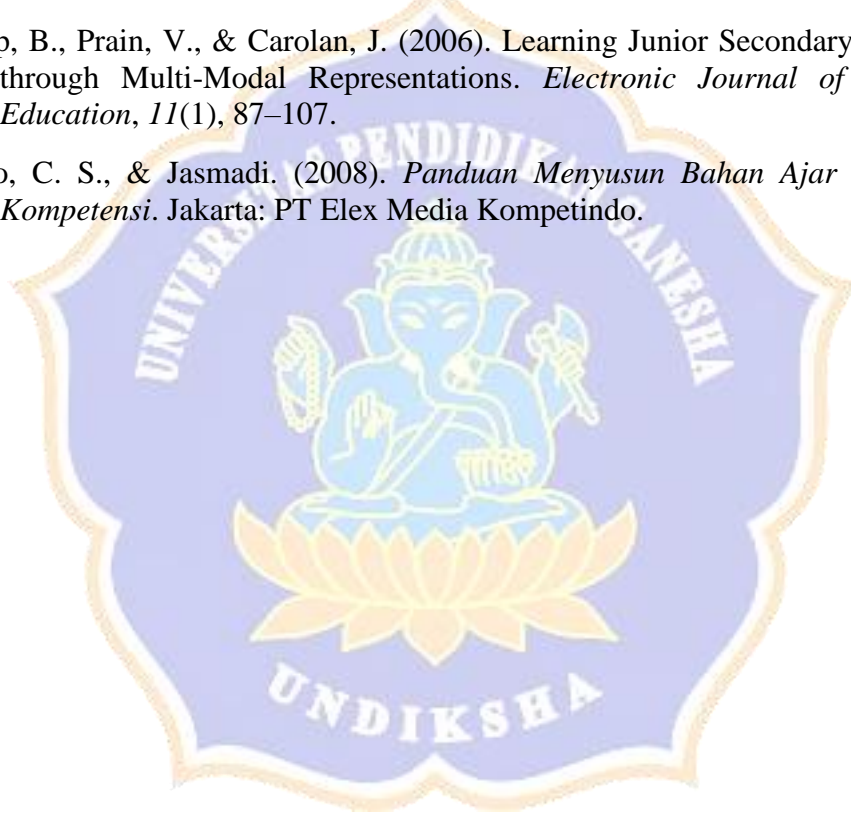 p, B., Prain, V., & Carolan, J. (2006). Learning Junior Secondary
through Multi-Modal Representations. Electronic Journal of
Education, 11(1), 87–107.
o, C. S., & Jasmadi. (2008). Panduan Menyusun Bahan Ajar
Kompetensi. Jakarta: PT Elex Media Kompetindo.
UNIVERSITAS PENDIDIKAN GANESHA
UNDIKSHA